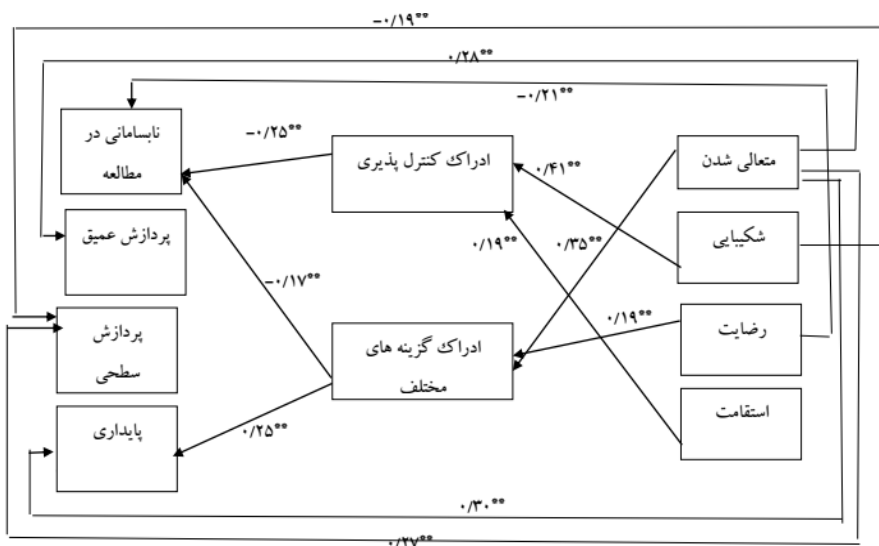 -۰/۱۹**
۰/۲۸**
-۰/۲۱**
متعالی شدن
ادراک کنترل پذیری
-۰/۲۵**
نابسامانی در
مطالعه
۰/۴۱**
شکیبایی
۰/۳۵**
۰/۱۹**
پردازش عمیق
-۰/۱۷**
رضایت
۰/۱۹**
ادراک گزینه های
مختلف
پردازش
سطحی
استقامت
۰/۲۵**
پایداری
۰/۳۰**
۰/۲۷**